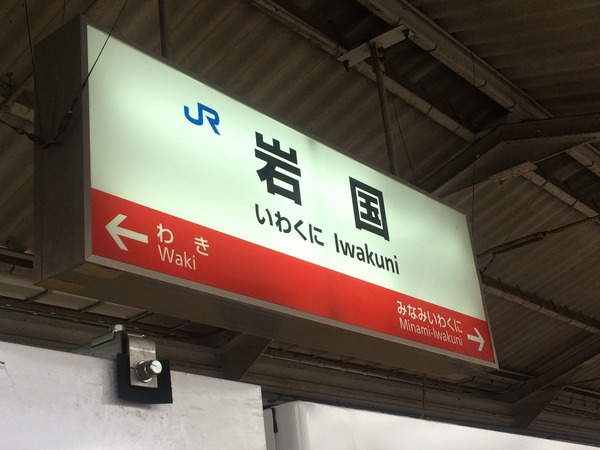 JR
岩国
いわくに Iwakuni
← わき
Waki
みなみいわくに →
Minami-Iwakuni